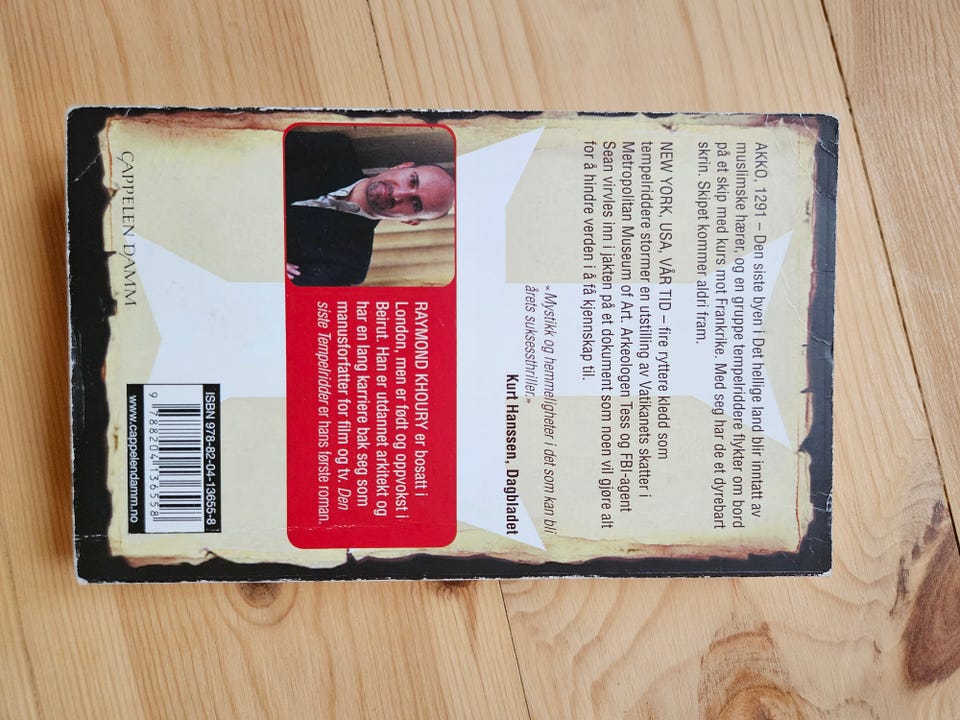 AKKO, 1291 – Den siste byen i Det hellige land blir inntatt av
muslimske hærer, og en gruppe tempelriddere flykter om bord
på et skip med kurs mot Frankrike. Med seg har de et dyrebart
skrin. Skipet kommer aldri fram.
NEW YORK, USA, VÅR TID – fire ryttere kledd som
tempelriddere stormer en utstilling av Vatikanets skatter i
Metropolitan Museum of Art. Arkeologen Tess og FBI-agent
Sean virvles inn i jakten på et dokument som noen vil gjøre alt
for å hindre verden i å få kjennskap til.
«Mystikk og hemmeligheter i det som kan bli
årets suksessthriller.»
Kurt Hanssen, Dagbladet
RAYMOND KHOURY er bosatt i
London, men er født og oppvokst i
Beirut. Han er utdannet arkitekt og
har en lang karriere bak seg som
manusforfatter for film og tv. Den
siste Tempelridder er hans første roman.
CAPPELEN DAMM
ISBN 978-82-04-13655-8
9 788204 136558
www.cappelendamm.no